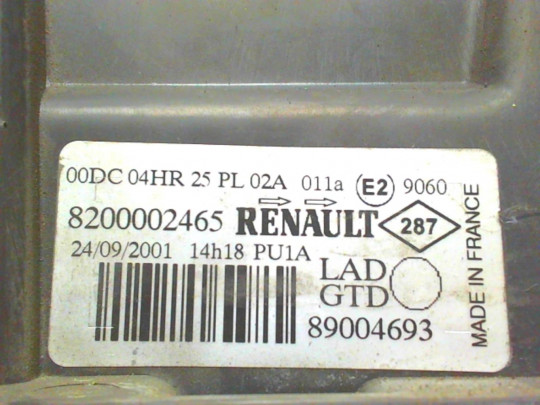 00DC 04HR 25 PL 02A 011a E2 9060
8200002465 RENAULT 287
24/09/2001 14h18 PU1A
LAD
GTD
89004693
MADE IN FRANCE